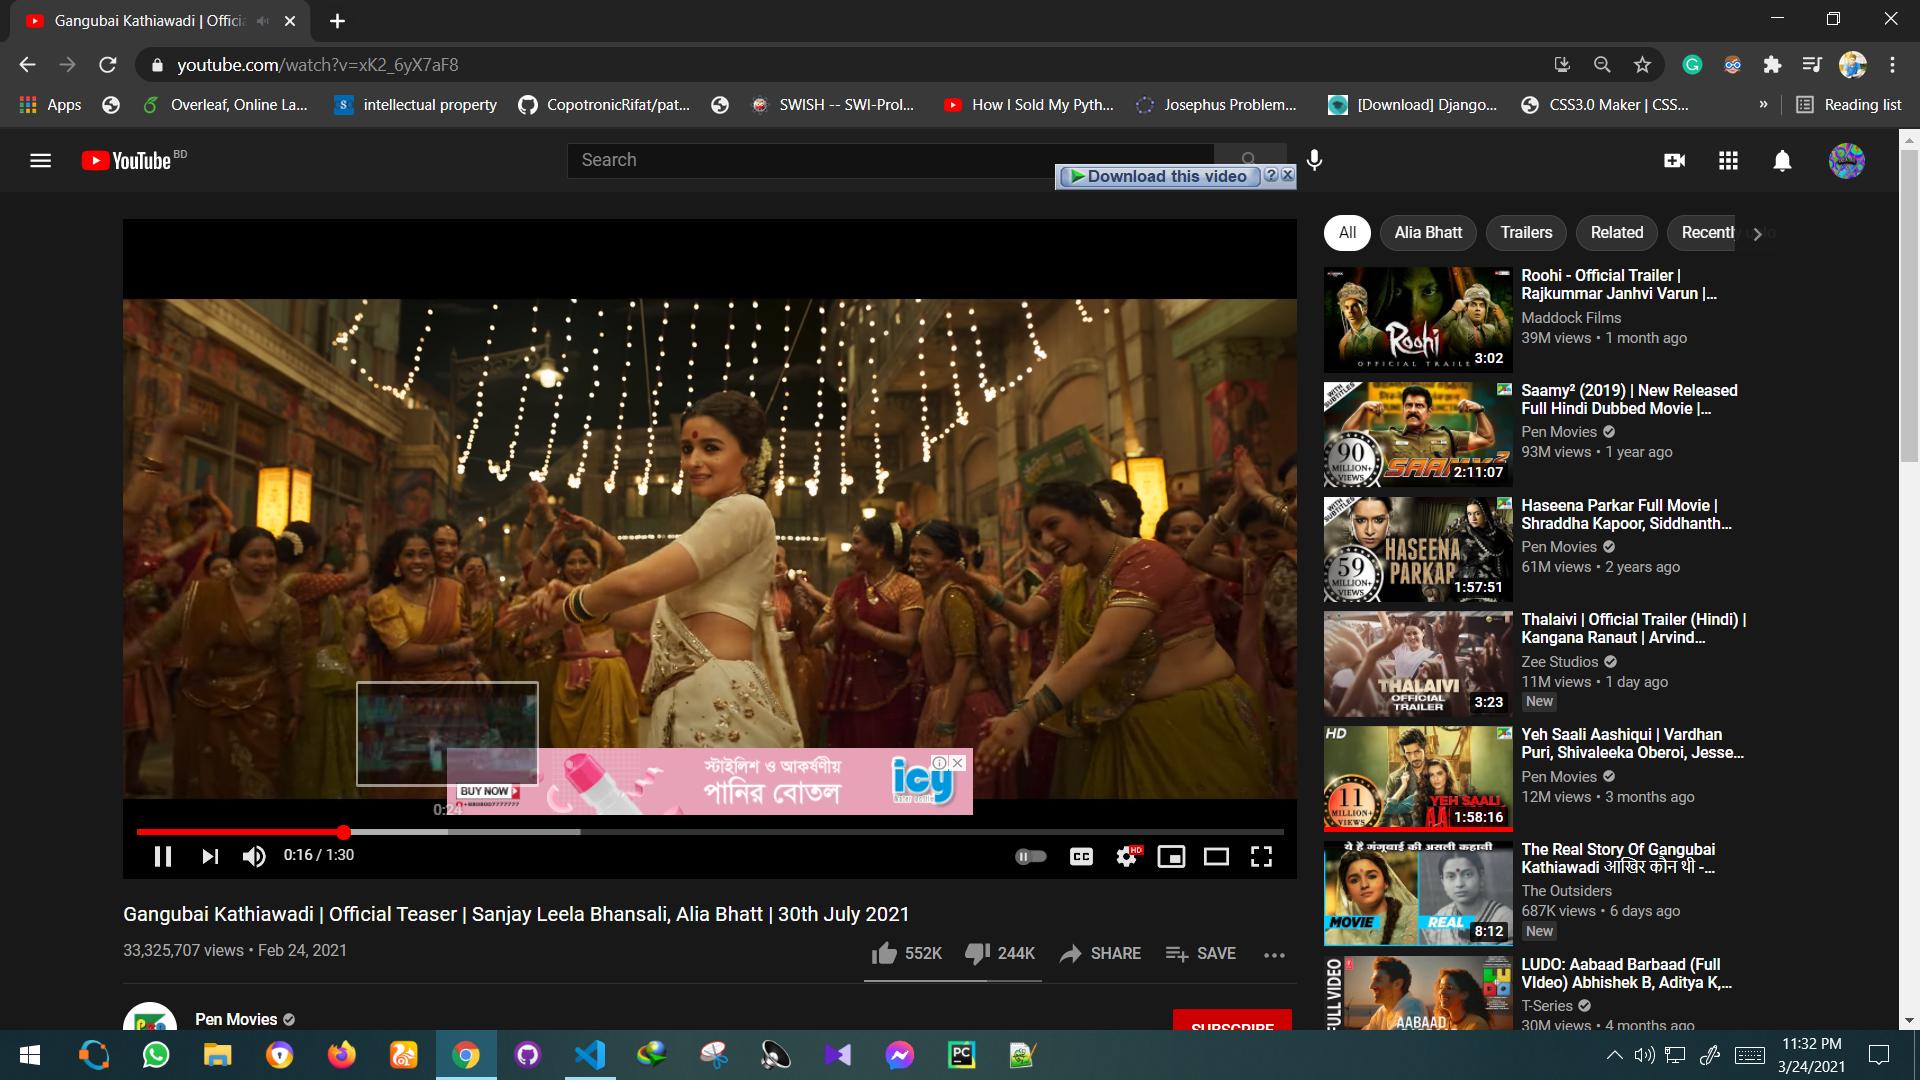 Gangubai Kathiawadi | Offici
youtube.com/watch?v=xK2_6yX7aF8
Apps
Overleaf, Online La...
intellectual property
CopotronicRifat/pat...
SWISH -- SWI-Prol...
How I Sold My Pyth...
Josephus Problem...
[Download] Django...
CSS3.0 Maker | CSS...
»
Reading list
YouTube BD
Search
Download this video
All
Alia Bhatt
Trailers
Related
Recently
Roohi
OFFICIAL TRAILE
3:02
Roohi - Official Trailer |
Rajkummar Janhvi Varun |...
Maddock Films
39M views • 1 month ago
WITH SUBTITLES
90
MILLION+
VIEWS
2:11:07
Saamy² (2019) | New Released
Full Hindi Dubbed Movie |...
Pen Movies
93M views • 1 year ago
WITH SUBTITLES
59
MILLION+
VIEWS
HASEENA
PARKAR
1:57:51
Haseena Parkar Full Movie |
Shraddha Kapoor, Siddhanth...
Pen Movies
61M views • 2 years ago
THALAIVI
OFFICIAL
TRAILER
3:23
Thalaivi | Official Trailer (Hindi) |
Kangana Ranaut | Arvind...
Zee Studios
11M views • 1 day ago
New
HD
11
MILLION+
VIEWS
YEH SAALI
1:58:16
Yeh Saali Aashiqui | Vardhan
Puri, Shivaleeka Oberoi, Jesse...
Pen Movies
12M views • 3 months ago
ये है गंगूबाई की असली कहानी
MOVIE
REAL
8:12
The Real Story Of Gangubai
Kathiawadi आखिर कौन थी -...
The Outsiders
687K views • 6 days ago
New
FULL VIDEO
AABAAD
LUDO: Aabaad Barbaad (Full
VIdeo) Abhishek B, Aditya K,...
T-Series
30M views • 4 months ago
BUY NOW
স্টাইলিশ ও আকর্ষণীয়
পানির বোতল
icy
0:24
0:16 / 1:30
CC
HD
Gangubai Kathiawadi | Official Teaser | Sanjay Leela Bhansali, Alia Bhatt | 30th July 2021
33,325,707 views • Feb 24, 2021
552K
244K
SHARE
SAVE
Pen Movies
SUBSCRIBE
PC
11:32 PM
3/24/2021